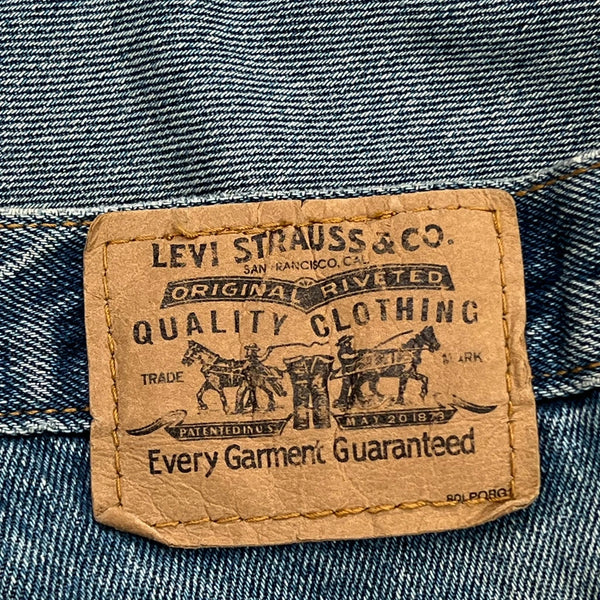 LEVI STRAUSS & CO.
SAN FRANCISCO, CAL
ORIGINAL RIVETED
QUALITY CLOTHING
TRADE MARK
PATENTED IN U S MAY 20 1873
Every Garment Guaranteed